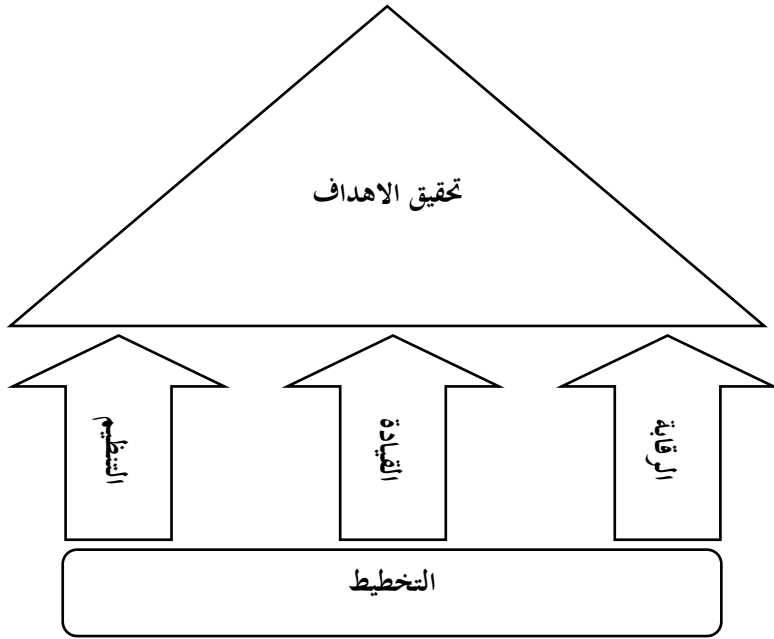 تحقيق الاهداف
الرقابة
القيادة
التنظيم
التخطيط